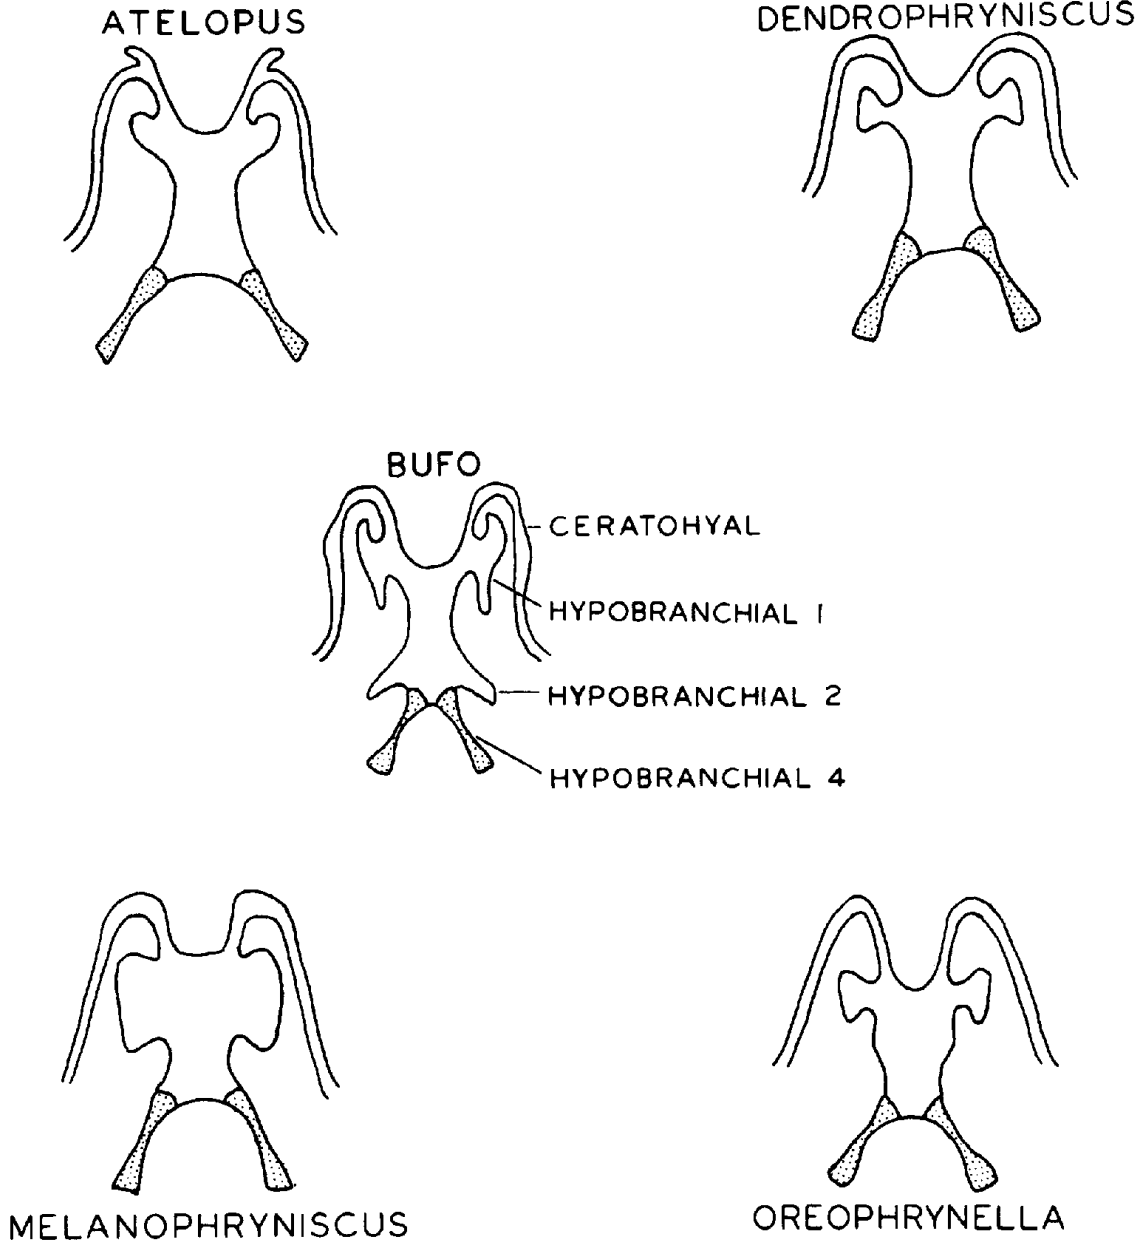 ATELOPUS
DENDROPHRYNISCUS
BUFO
CERATOHYAL
HYPOBRANCHIAL 1
HYPOBRANCHIAL 2
HYPOBRANCHIAL 4
MELANOPHRYNISCUS
OREOPHRYNELLA